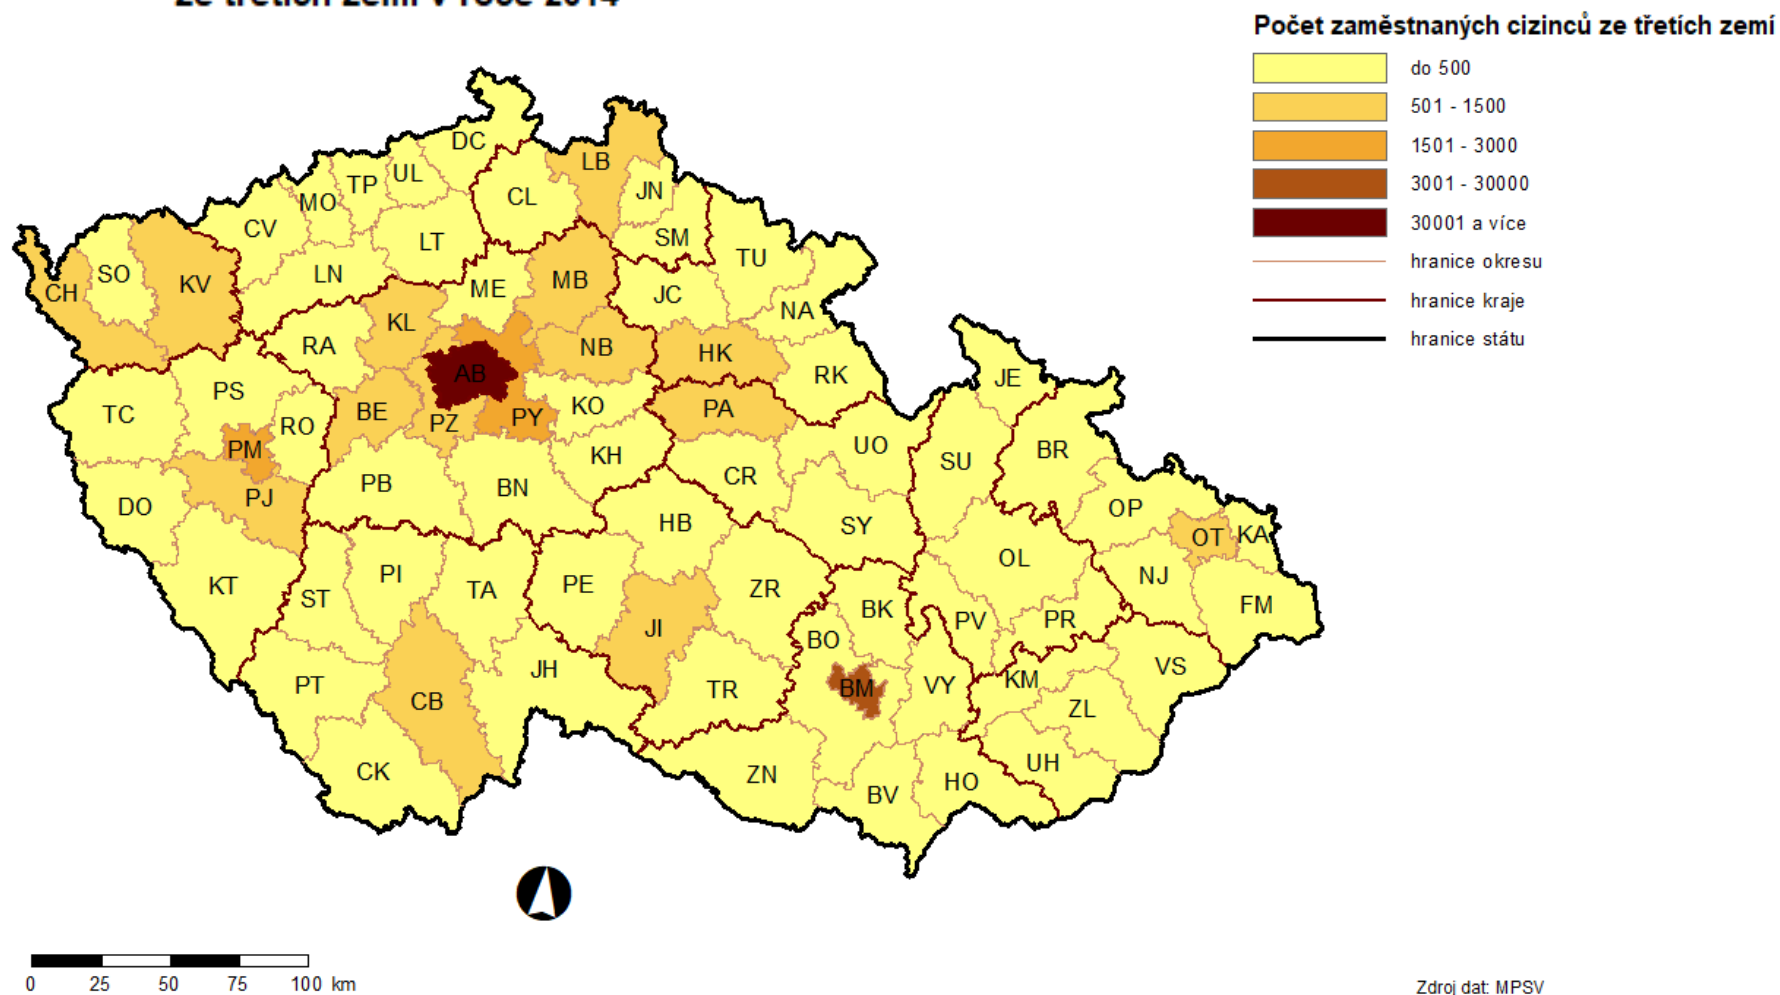 ze třetích zemí v roce 2014
Počet zaměstnaných cizinců ze třetích zemí
do 500
501 - 1500
1501 - 3000
3001 - 30000
30001 a více
hranice okresu
hranice kraje
hranice státu
DC
LB
UL
TP
JN
MO
CL
CV
LT
SM
TU
SO
LN
KV
CH
ME
MB
JC
NA
KL
RA
NB
HK
AB
RK
JE
PS
TC
BE
PZ
PY
KO
PA
RO
PM
UO
BR
SU
KH
CR
PB
BN
PJ
DO
OP
HB
SY
OT
KA
OL
NJ
KT
ST
PI
TA
PE
ZR
FM
BK
JI
BO
PV
PR
VS
JH
PT
CB
TR
BM
VY
KM
ZL
CK
ZN
BV
HO
UH
0 25 50 75 100 km
Zdroj dat: MPSV